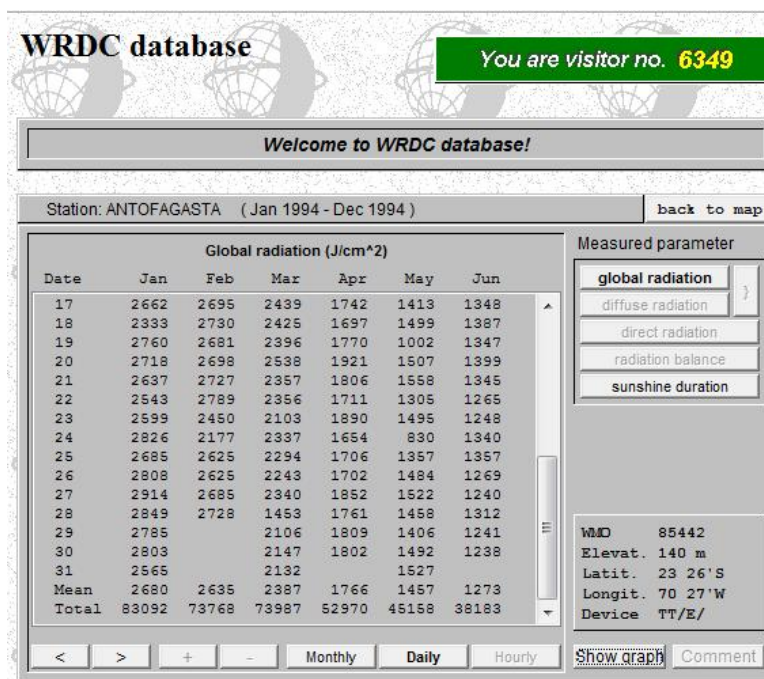 WRDC database
You are visitor no. 6349
Welcome to WRDC database!
Station: ANTOFAGASTA ( Jan 1994 - Dec 1994 )
back to map
Global radiation (J/cm^2)
Date Jan Feb Mar Apr May Jun
17 2662 2695 2439 1742 1413 1348
18 2333 2730 2425 1697 1499 1387
19 2760 2681 2396 1770 1002 1347
20 2718 2698 2538 1921 1507 1399
21 2637 2727 2357 1806 1558 1345
22 2543 2789 2356 1711 1305 1265
23 2599 2450 2103 1890 1495 1248
24 2826 2177 2337 1654 830 1340
25 2685 2625 2294 1706 1357 1357
26 2808 2625 2243 1702 1484 1269
27 2914 2685 2340 1852 1522 1240
28 2849 2728 1453 1761 1458 1312
29 2785 2106 1809 1406 1241
30 2803 2147 1802 1492 1238
31 2565 2132 1527
Mean 2680 2635 2387 1766 1457 1273
Total 83092 73768 73987 52970 45158 38183
< > + - Monthly Daily Hourly
Measured parameter
global radiation }
diffuse radiation
direct radiation
radiation balance
sunshine duration
WMO 85442
Elevat. 140 m
Latit. 23 26'S
Longit. 70 27'W
Device TT/E/
Show graph Comment